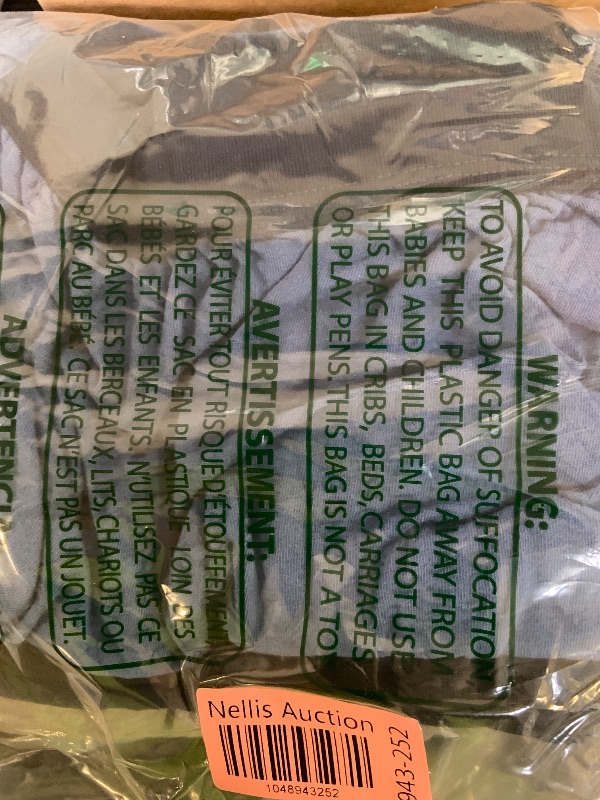 WARNING:
TO AVOID DANGER OF SUFFOCATION
KEEP THIS PLASTIC BAG AWAY FROM
BABIES AND CHILDREN. DO NOT USE
THIS BAG IN CRIBS, BEDS, CARRIAGES
OR PLAY PENS. THIS BAG IS NOT A TOY
AVERTISSEMENT:
POUR ÉVITER TOUT RISQUE D'ÉTOUFFEMENT
GARDEZ CE SAC EN PLASTIQUE LOIN DES
BEBÉS ET LES ENFANTS. N'UTILISEZ PAS CE
SAC DANS LES BERCEAUX, LITS, CHARIOTS OU
PARC AU BÉBÉ. CE SAC N'EST PAS UN JOUET.
ADVERTENCIA
Nellis Auction
1048943252
943-252